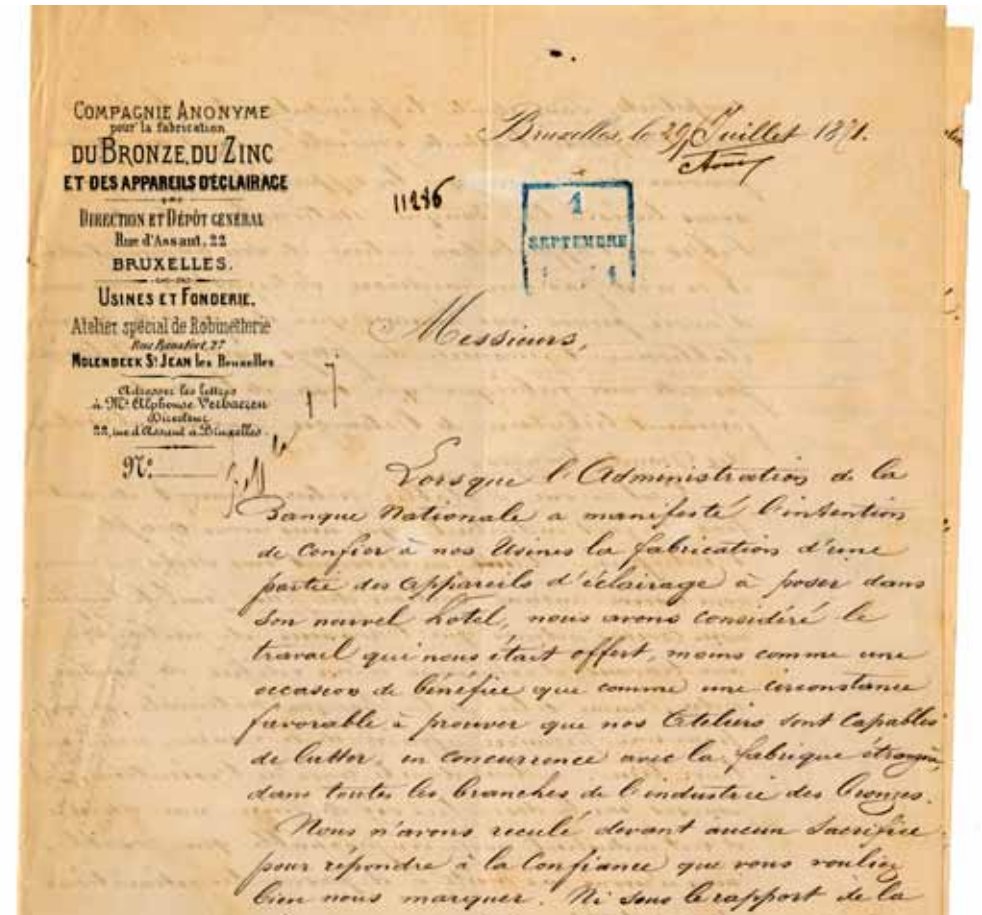 COMPAGNIE ANONYME
pour la fabrication
DU BRONZE, DU ZINC
ET DES APPAREILS D'ÉCLAIRAGE
DIRECTION ET DÉPÔT GÉNÉRAL
Rue d'Assaut, 22
BRUXELLES.
USINES ET FONDERIE,
Atelier spécial de Robinetterie
Rue Ransfort, 27
MOLENBEEK St JEAN lez Bruxelles
Adresser les lettres
à Mr Alphonse Verhaeren
Directeur
22, rue d'Assaut à Bruxelles.
No.
Bruxelles, le 29 Juillet 1871.
Aout
11286
1
SEPTEMBRE
Messieurs,
Lorsque l'Administration de la
Banque Nationale a manifesté l'intention
de Confier à nos Usines la fabrication d'une
partie des appareils d'éclairage à poser dans
son nouvel hotel, nous avons considéré le
travail qui nous était offert, moins comme une
occasion de bénéfice que comme une circonstance
favorable à prouver que nos Ateliers sont Capables
de lutter, en concurrence avec la fabrique étrangère,
dans toutes les branches de l'industrie des bronzes.
Nous n'avons reculé devant aucun Sacrifice
pour répondre à la Confiance que vous vouliez
bien nous marquer. Ni sous le rapport de la